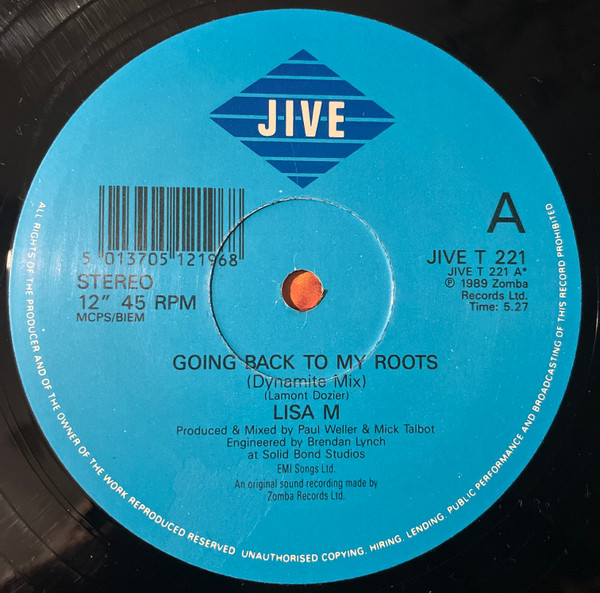 JIVE
5 013705 121968
STEREO
12" 45 RPM
MCPS/BIEM
A
JIVE T 221
JIVE T 221 A*
℗ 1989 Zomba
Records Ltd.
Time: 5.27
GOING BACK TO MY ROOTS
(Dynamite Mix)
(Lamont Dozier)
LISA M
Produced & Mixed by Paul Weller & Mick Talbot
Engineered by Brendan Lynch
at Solid Bond Studios
EMI Songs Ltd.
An original sound recording made by
Zomba Records Ltd.
ALL RIGHTS OF THE PRODUCER AND OF THE OWNER OF THE WORK REPRODUCED RESERVED UNAUTHORISED COPYING, HIRING, LENDING, PUBLIC PERFORMANCE AND BROADCASTING OF THIS RECORD PROHIBITED